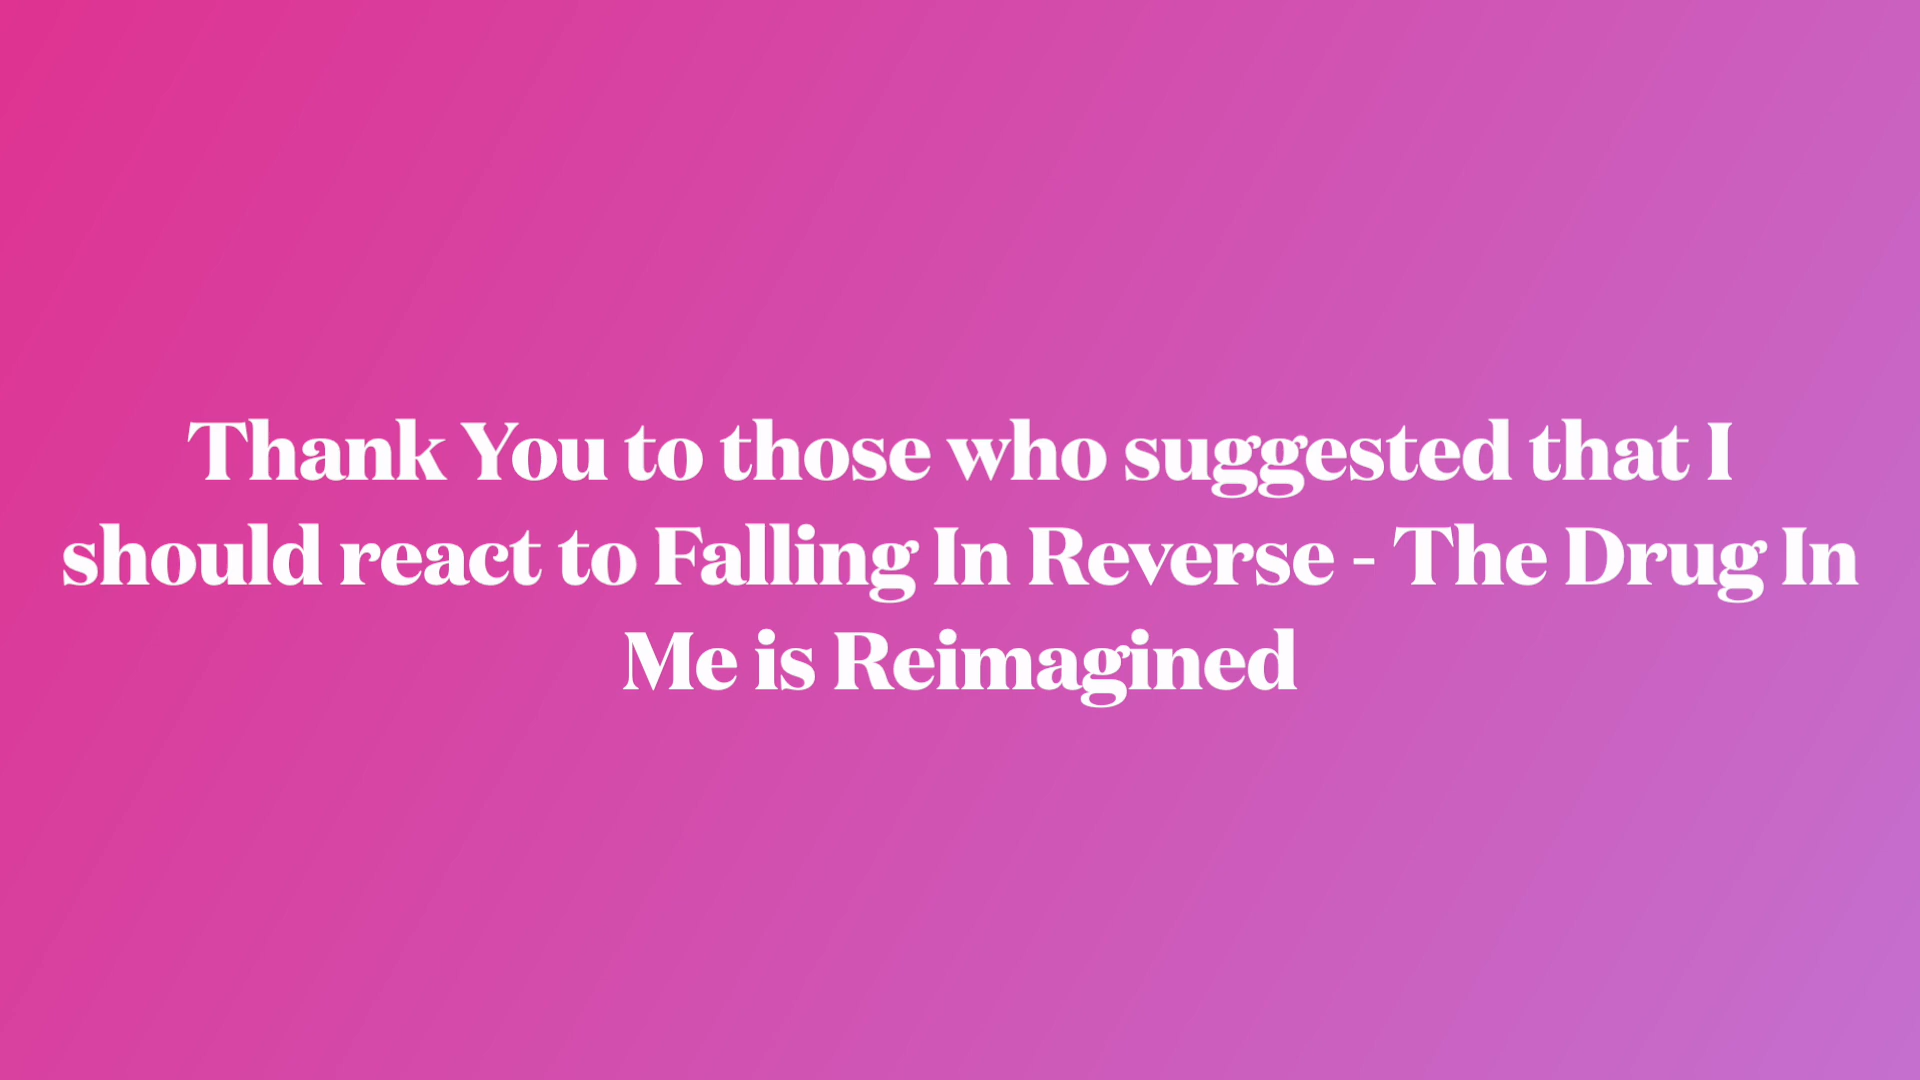 Thank You to those who suggested that I
should react to Falling In Reverse - The Drug In
Me is Reimagined